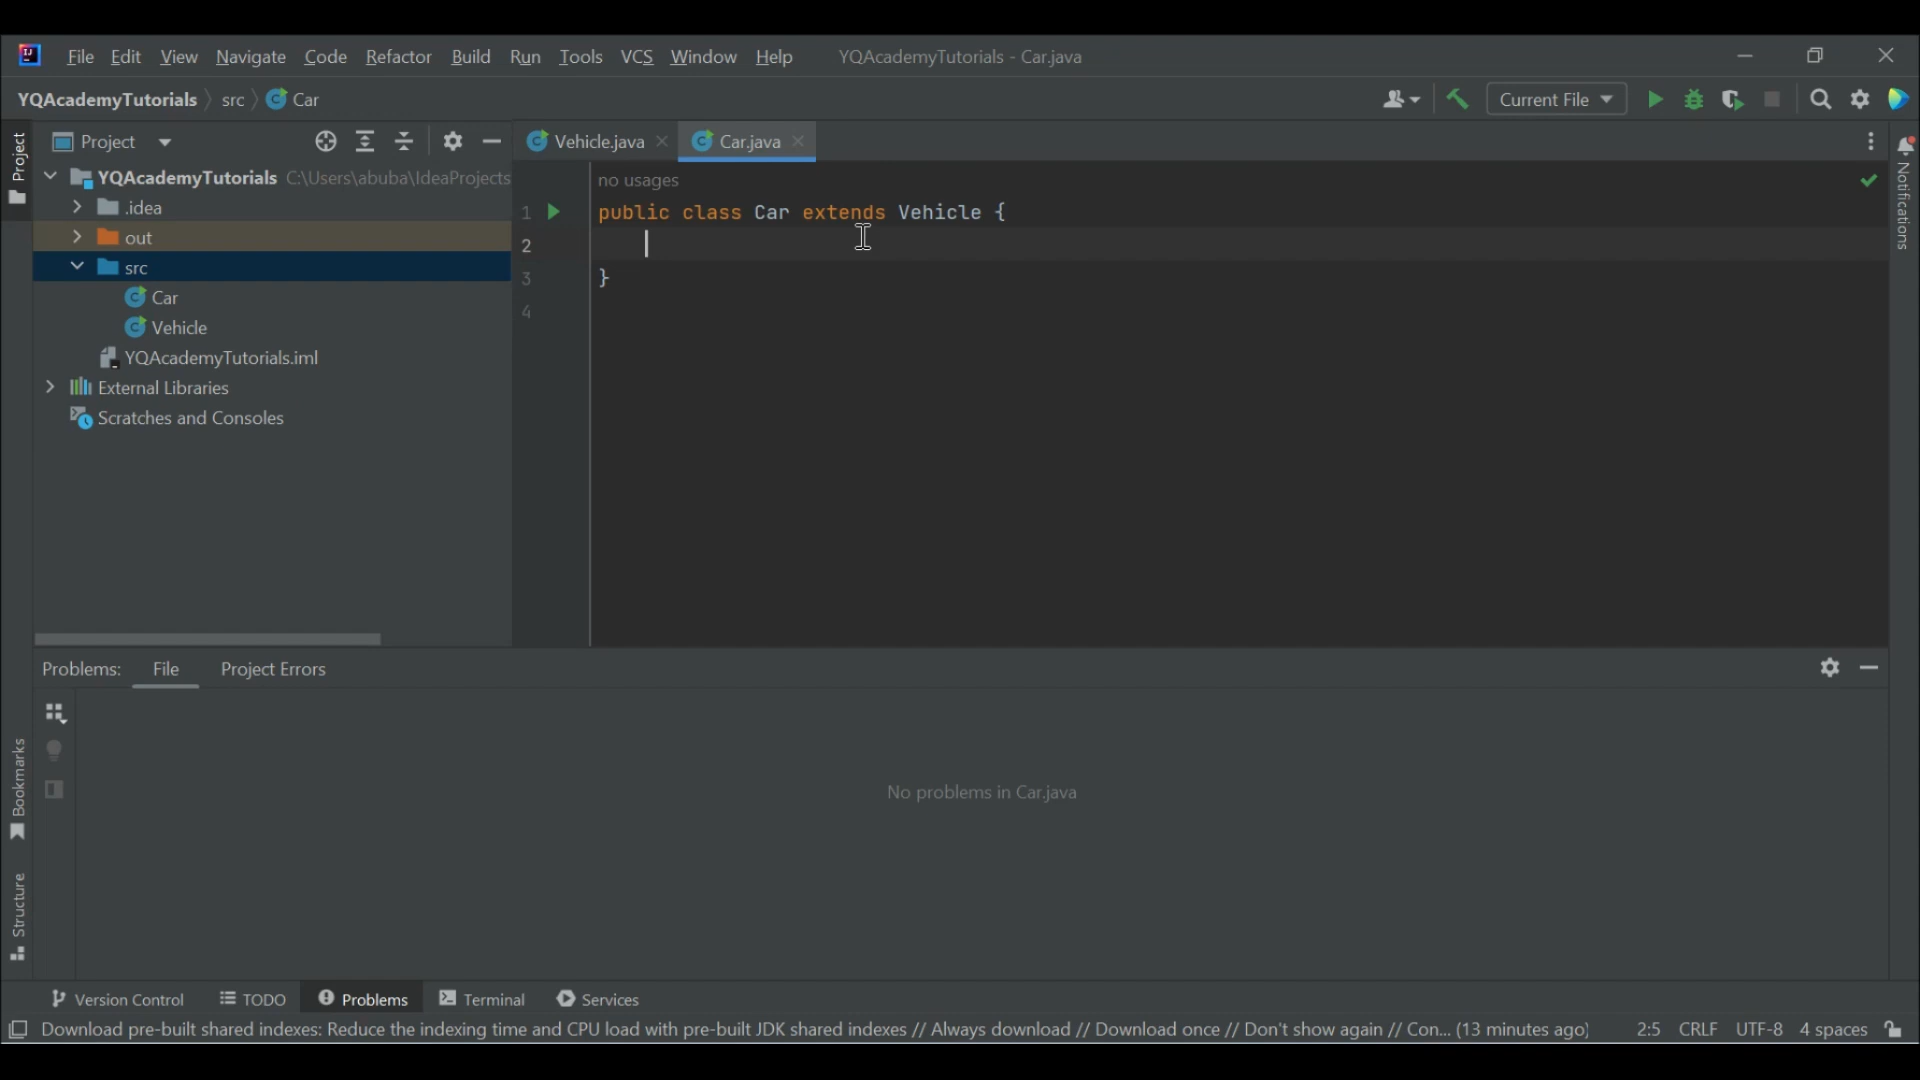 IJ File Edit View Navigate Code Refactor Build Run Tools VCS Window Help YQAcademyTutorials - Car.java
YQAcademyTutorials src Car Current File
Project
Project
Vehicle.java Car.java
Notifications
YQAcademyTutorials C:\Users\abuba\IdeaProjects
.idea
out
src
Car
Vehicle
YQAcademyTutorials.iml
External Libraries
Scratches and Consoles
no usages
1 public class Car extends Vehicle {
2
3 }
4
Problems: File Project Errors
No problems in Car.java
Bookmarks
Structure
Version Control TODO Problems Terminal Services
Download pre-built shared indexes: Reduce the indexing time and CPU load with pre-built JDK shared indexes // Always download // Download once // Don't show again // Con... (13 minutes ago) 2:5 CRLF UTF-8 4 spaces